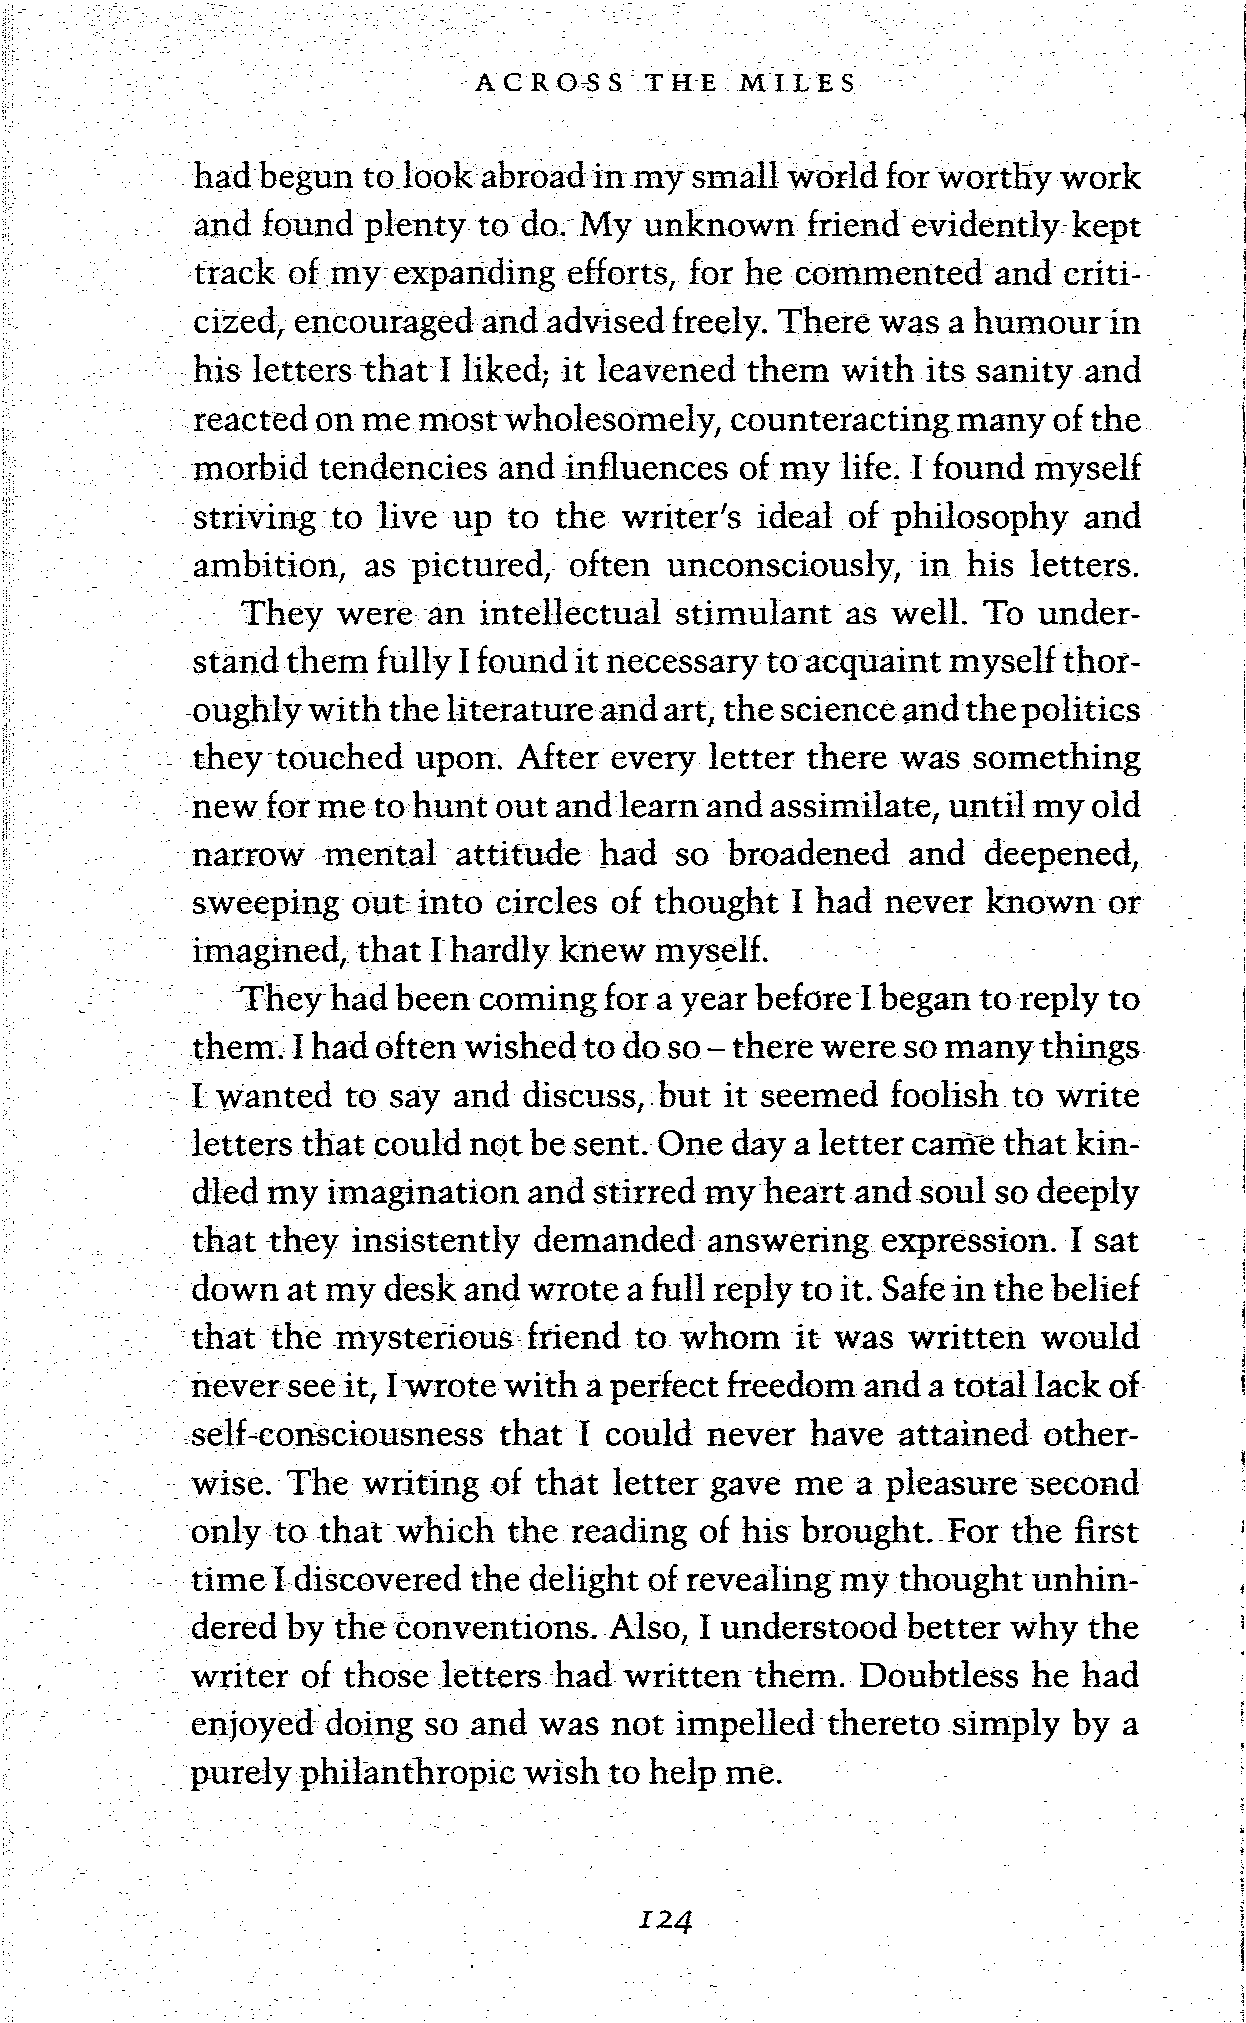 ACROSS THE MILES
had begun to look abroad in my small world for worthy work
and found plenty to do. My unknown friend evidently kept
track of my expanding efforts, for he commented and criti-
cized, encouraged and advised freely. There was a humour in
his letters that I liked; it leavened them with its sanity and
reacted on me most wholesomely, counteracting many of the
morbid tendencies and influences of my life. I found myself
striving to live up to the writer's ideal of philosophy and
ambition, as pictured, often unconsciously, in his letters.
They were an intellectual stimulant as well. To under-
stand them fully I found it necessary to acquaint myself thor-
oughly with the literature and art, the science and the politics
they touched upon. After every letter there was something
new for me to hunt out and learn and assimilate, until my old
narrow mental attitude had so broadened and deepened,
sweeping out into circles of thought I had never known or
imagined, that I hardly knew myself.
They had been coming for a year before I began to reply to
them. I had often wished to do so – there were so many things
I wanted to say and discuss, but it seemed foolish to write
letters that could not be sent. One day a letter came that kin-
dled my imagination and stirred my heart and soul so deeply
that they insistently demanded answering expression. I sat
down at my desk and wrote a full reply to it. Safe in the belief
that the mysterious friend to whom it was written would
never see it, I wrote with a perfect freedom and a total lack of
self-consciousness that I could never have attained other-
wise. The writing of that letter gave me a pleasure second
only to that which the reading of his brought. For the first
time I discovered the delight of revealing my thought unhin-
dered by the conventions. Also, I understood better why the
writer of those letters had written them. Doubtless he had
enjoyed doing so and was not impelled thereto simply by a
purely philanthropic wish to help me.
124